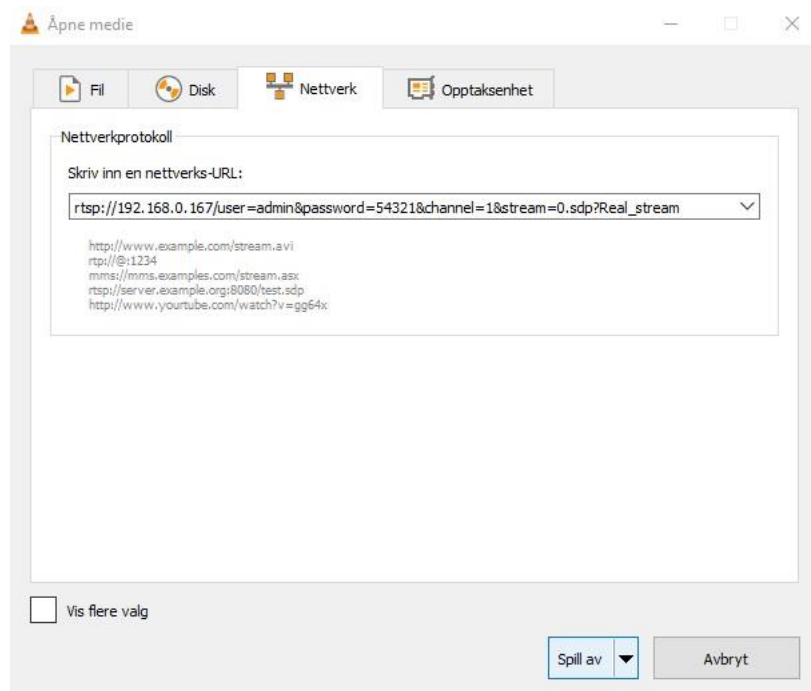 Åpne medie
Fil
Disk
Nettverk
Opptaksenhet
Nettverkprotokoll
Skriv inn en nettverks-URL:
rtsp://192.168.0.167/user=admin&password=54321&channel=1&stream=0.sdp?Real_stream
http://www.example.com/stream.avi
rtp://@:1234
mms://mms.examples.com/stream.asx
rtsp://server.example.org:8080/test.sdp
http://www.yourtube.com/watch?v=gg64x
Vis flere valg
Spill av
Avbryt